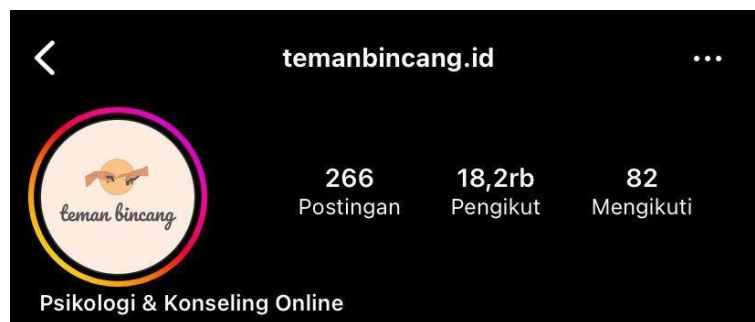 temanbincang.id
teman bincang
266 18,2rb 82
Postingan Pengikut Mengikuti
Psikologi & Konseling Online